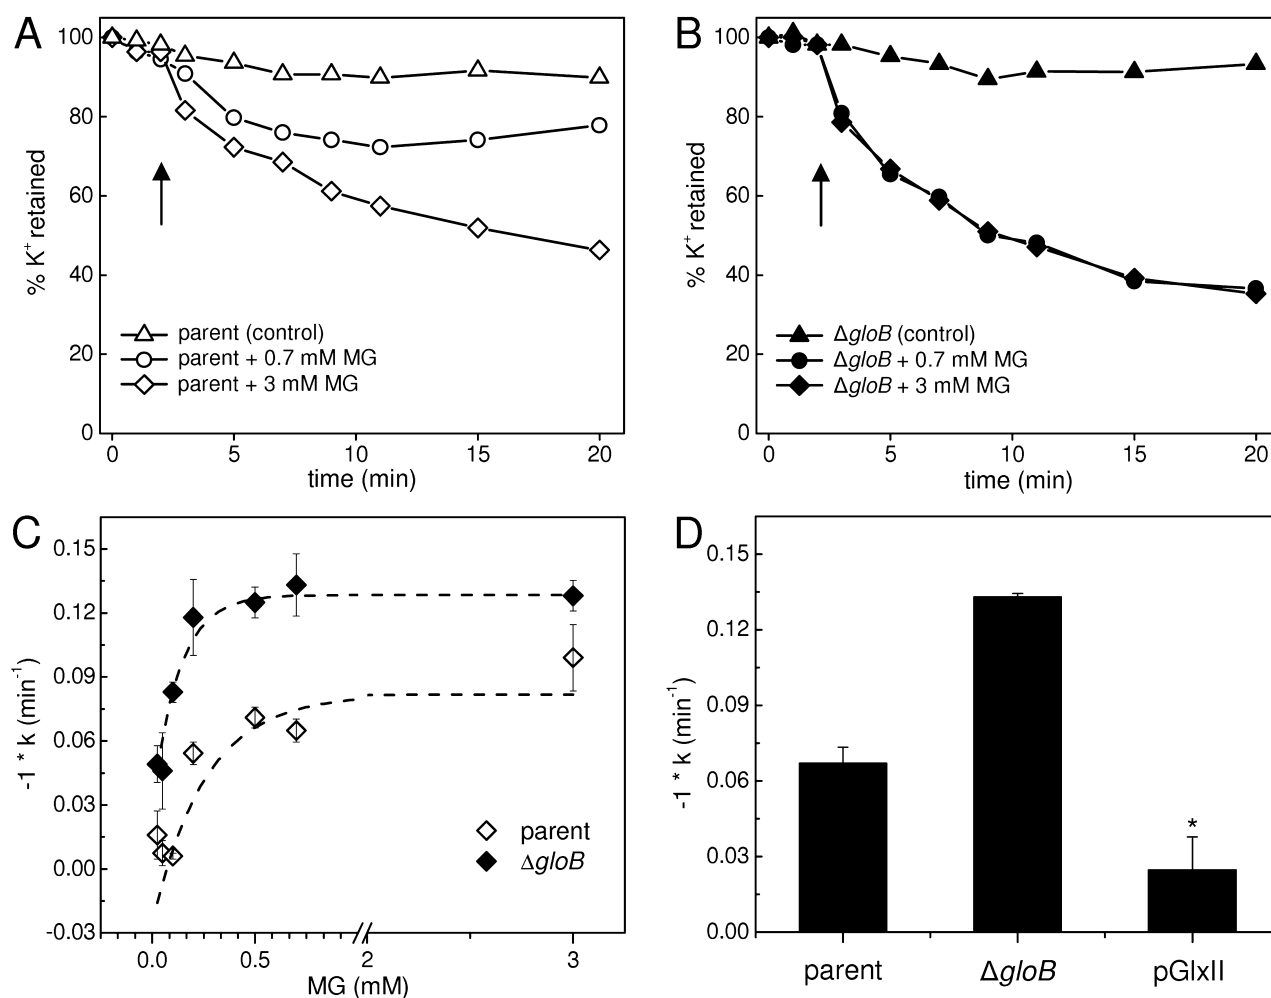 A
% K⁺ retained
100
80
60
40
20
0
parent (control)
parent + 0.7 mM MG
parent + 3 mM MG
0 5 10 15 20
time (min)
B
% K⁺ retained
100
80
60
40
20
0
ΔgloB (control)
ΔgloB + 0.7 mM MG
ΔgloB + 3 mM MG
0 5 10 15 20
time (min)
C
-1 * k (min⁻¹)
0.15
0.12
0.09
0.06
0.03
0.00
-0.03
parent
ΔgloB
0.0 0.5 2 3
MG (mM)
D
-1 * k (min⁻¹)
0.15
0.12
0.09
0.06
0.03
0.00
*
parent ΔgloB pGlxII